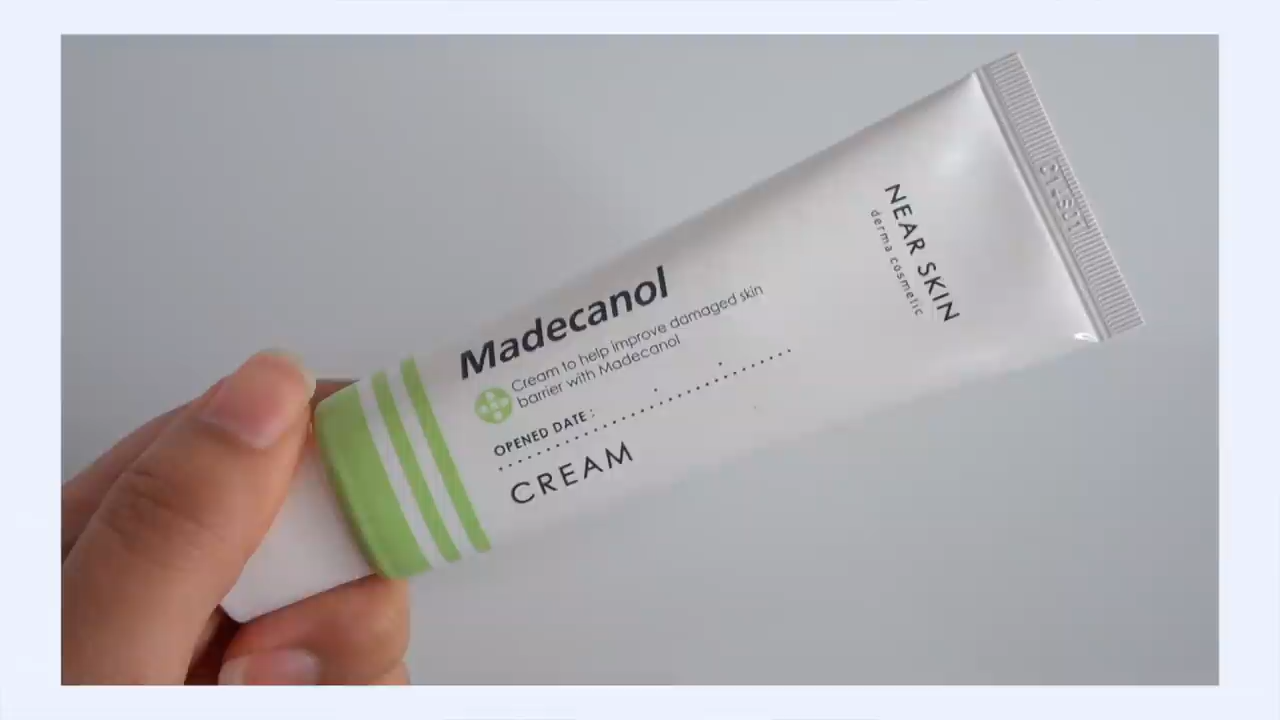 Madecanol
Cream to help improve damaged skin
barrier with Madecanol
OPENED DATE :
CREAM
NEAR SKIN
derma cosmetic